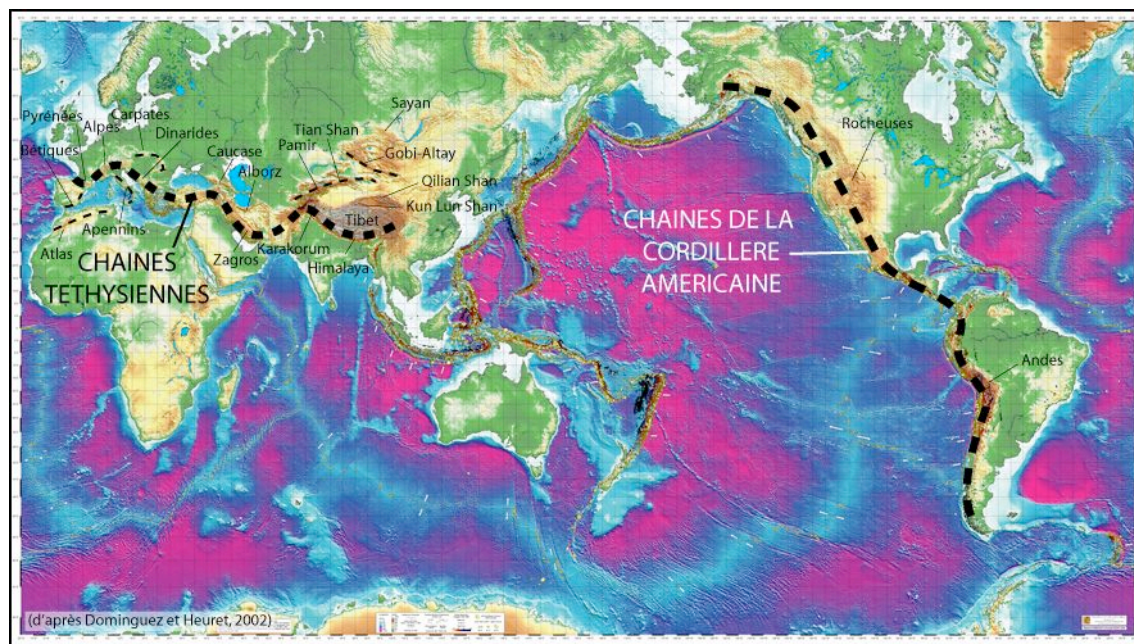 Pyrénées
Alpes
Carpates
Dinarides
Bétiques
Caucase
Alborz
Sayan
Tian Shan
Pamir
Gobi-Altay
Qilian Shan
Kun Lun Shan
Tibet
Karakorum
Himalaya
Zagros
Apennins
Atlas
CHAINES
TETHYSIENNES
Rocheuses
CHAINES DE LA
CORDILLERE
AMERICAINE
Andes
(d'après Dominguez et Heuret, 2002)